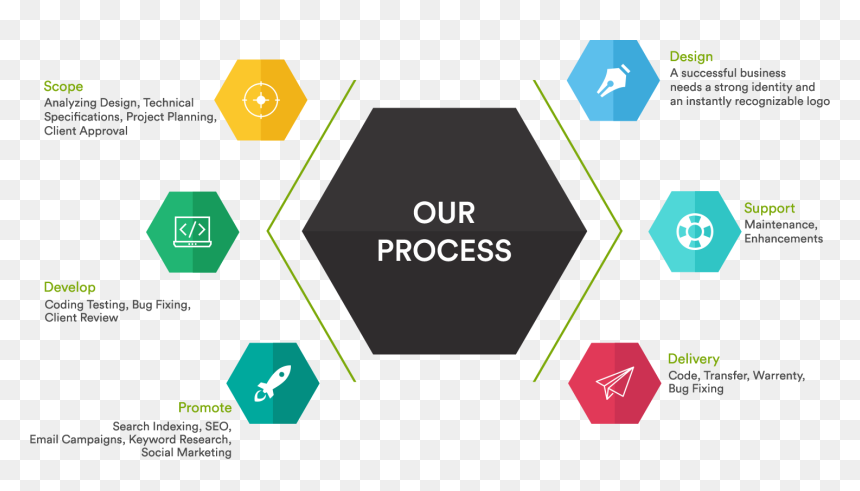 Scope
Analyzing Design, Technical
Specifications, Project Planning,
Client Approval
Develop
Coding Testing, Bug Fixing,
Client Review
Promote
Search Indexing, SEO,
Email Campaigns, Keyword Research,
Social Marketing
OUR
PROCESS
Design
A successful business
needs a strong identity and
an instantly recognizable logo
Support
Maintenance,
Enhancements
Delivery
Code, Transfer, Warrenty,
Bug Fixing